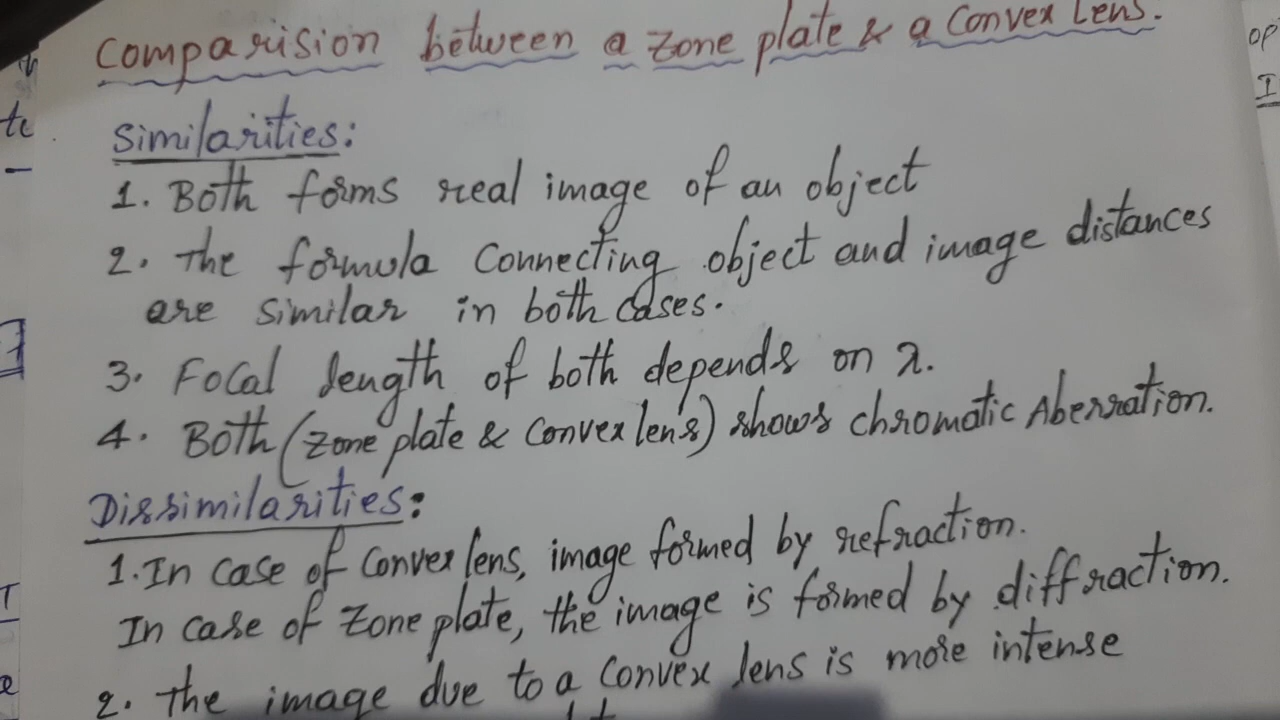 Comparision between a zone plate & a Convex Lens.
Similarities:
1. Both forms real image of an object
2. The formula Connecting object and image distances
are similar in both cases.
3. Focal length of both depends on λ.
4. Both (zone plate & Convex lens) shows chromatic Aberration.
Dissimilarities:
1. In case of Convex lens, image formed by refraction.
In case of Zone plate, the image is formed by diffraction.
2. The image due to a Convex lens is more intense
te
op
I